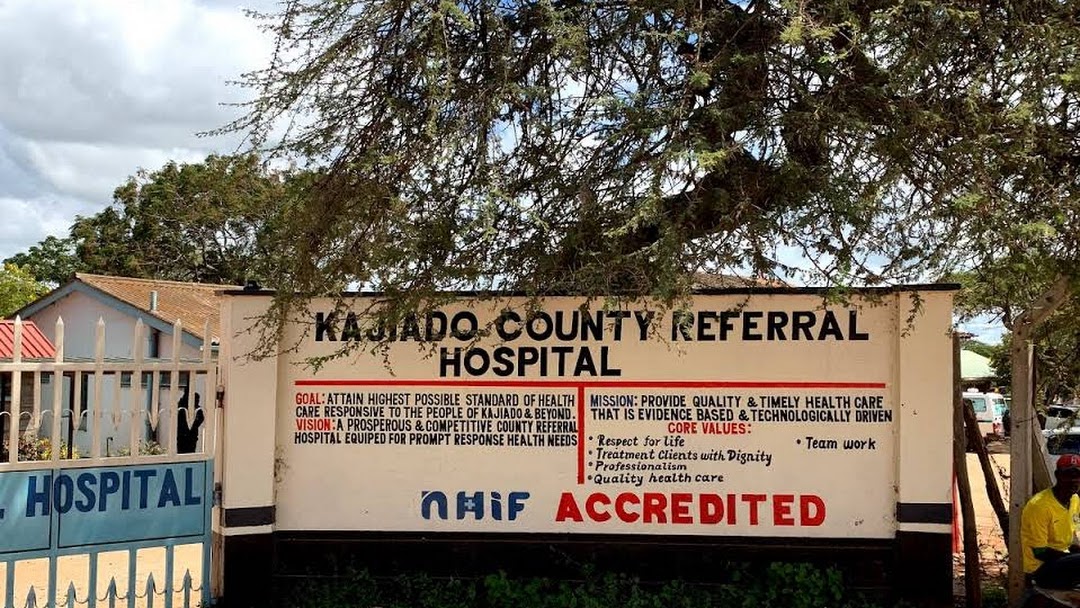 KAJIADO COUNTY REFERRAL
HOSPITAL
GOAL: ATTAIN HIGHEST POSSIBLE STANDARD OF HEALTH
CARE RESPONSIVE TO THE PEOPLE OF KAJIADO & BEYOND.
VISION: A PROSPEROUS & COMPETITIVE COUNTY REFERRAL
HOSPITAL EQUIPED FOR PROMPT RESPONSE HEALTH NEEDS
MISSION: PROVIDE QUALITY & TIMELY HEALTH CARE
THAT IS EVIDENCE BASED & TECHNOLOGICALLY DRIVEN
CORE VALUES:
• Respect for life
• Team work
• Treatment Clients with Dignity
• Professionalism
• Quality health care
NHIF ACCREDITED
L HOSPITAL